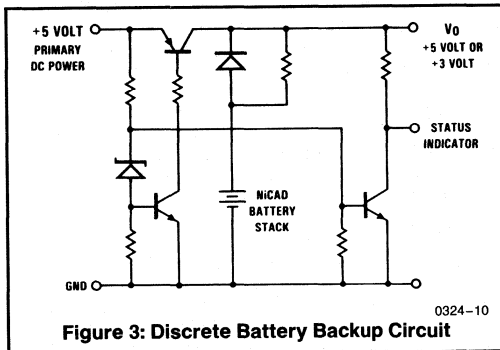 +5 VOLT
PRIMARY
DC POWER
VO
+5 VOLT OR
+3 VOLT
STATUS
INDICATOR
NiCAD
BATTERY
STACK
GND
0324-10
Figure 3: Discrete Battery Backup Circuit